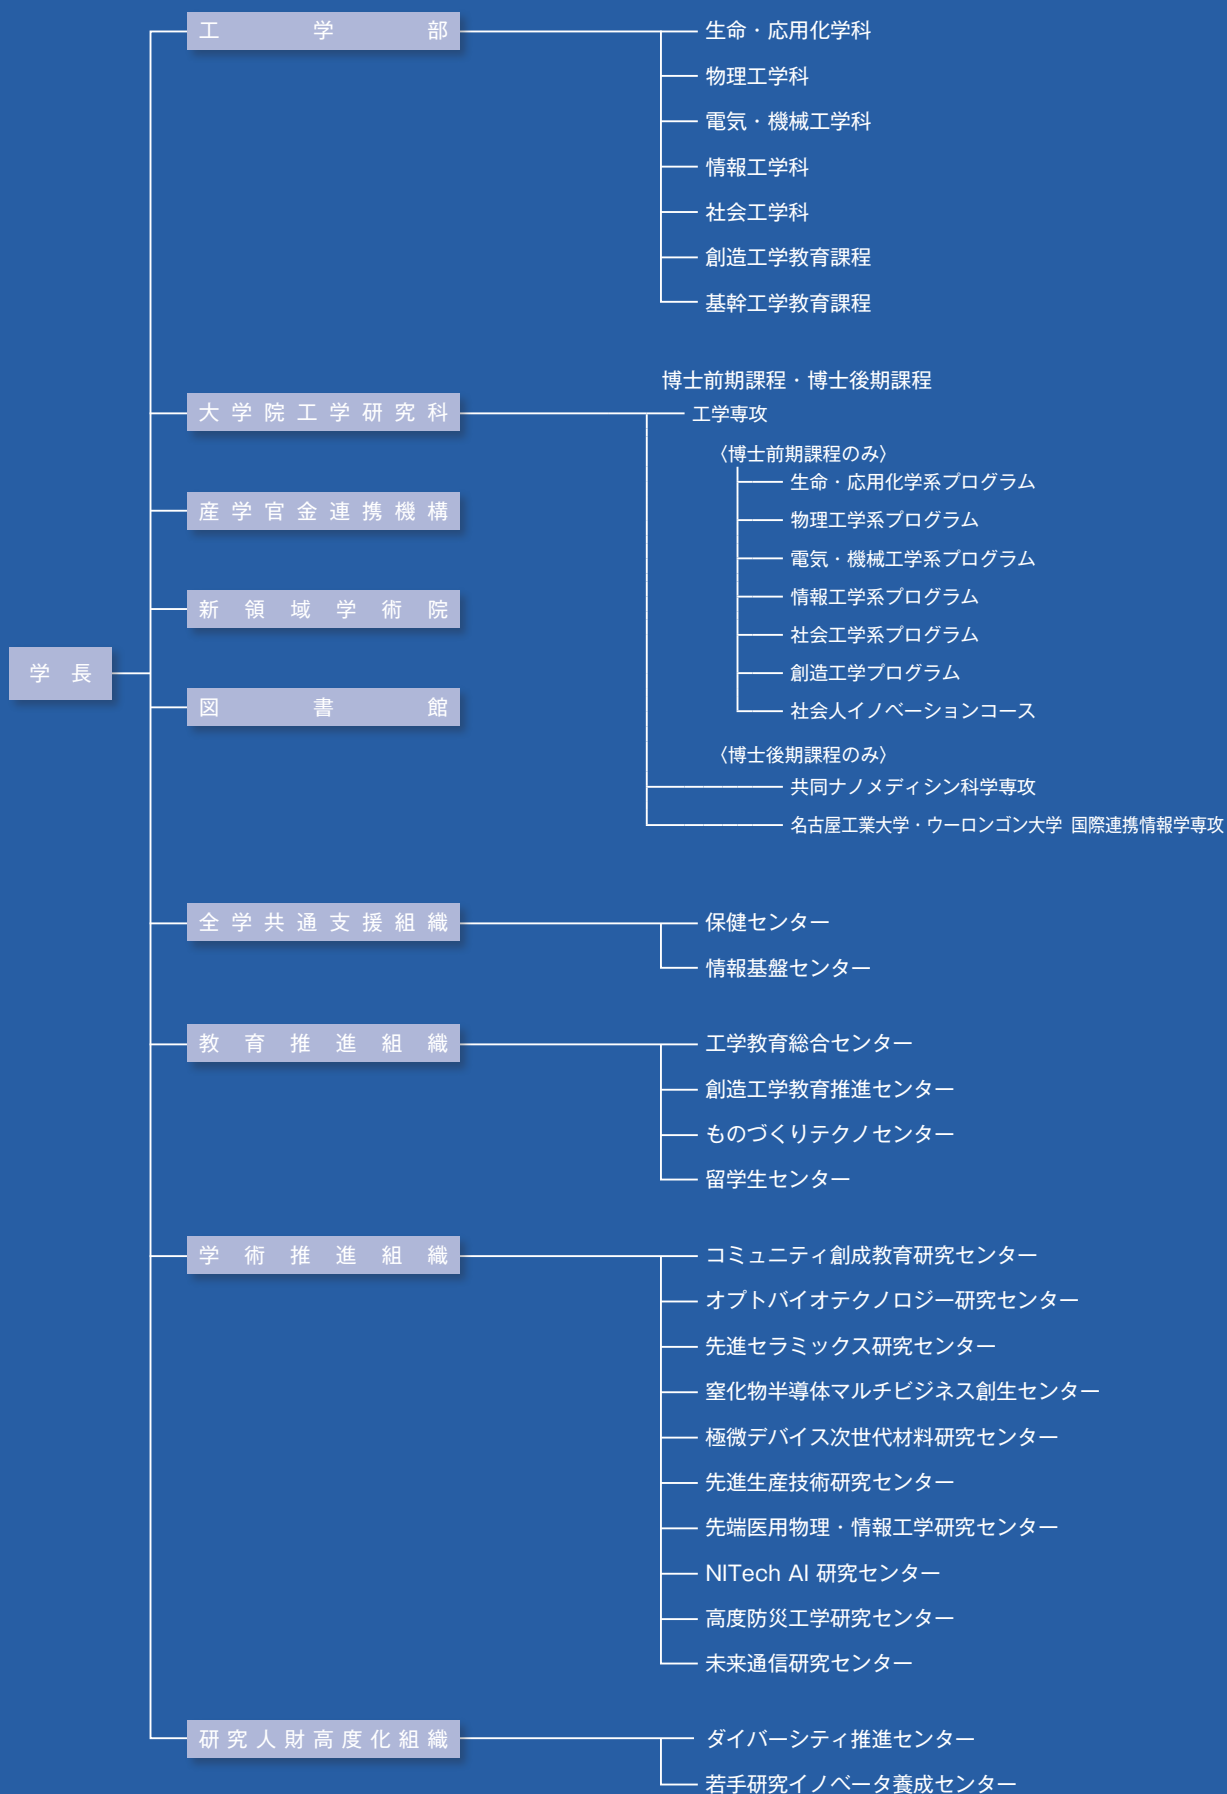 工学部
生命・応用化学科
物理工学科
電気・機械工学科
情報工学科
社会工学科
創造工学教育課程
基幹工学教育課程
博士前期課程・博士後期課程
大学院工学研究科
工学専攻
〈博士前期課程のみ〉
生命・応用化学系プログラム
物理工学系プログラム
電気・機械工学系プログラム
情報工学系プログラム
社会工学系プログラム
創造工学プログラム
社会人イノベーションコース
〈博士後期課程のみ〉
共同ナノメディシン科学専攻
名古屋工業大学・ウーロンゴン大学 国際連携情報学専攻
産学官金連携機構
新領域学術院
学長
図書館
全学共通支援組織
保健センター
情報基盤センター
教育推進組織
工学教育総合センター
創造工学教育推進センター
ものづくりテクノセンター
留学生センター
学術推進組織
コミュニティ創成教育研究センター
オプトバイオテクノロジー研究センター
先進セラミックス研究センター
窒化物半導体マルチビジネス創生センター
極微デバイス次世代材料研究センター
先進生産技術研究センター
先端医用物理・情報工学研究センター
NITech AI 研究センター
高度防災工学研究センター
未来通信研究センター
研究人財高度化組織
ダイバーシティ推進センター
若手研究イノベータ養成センター